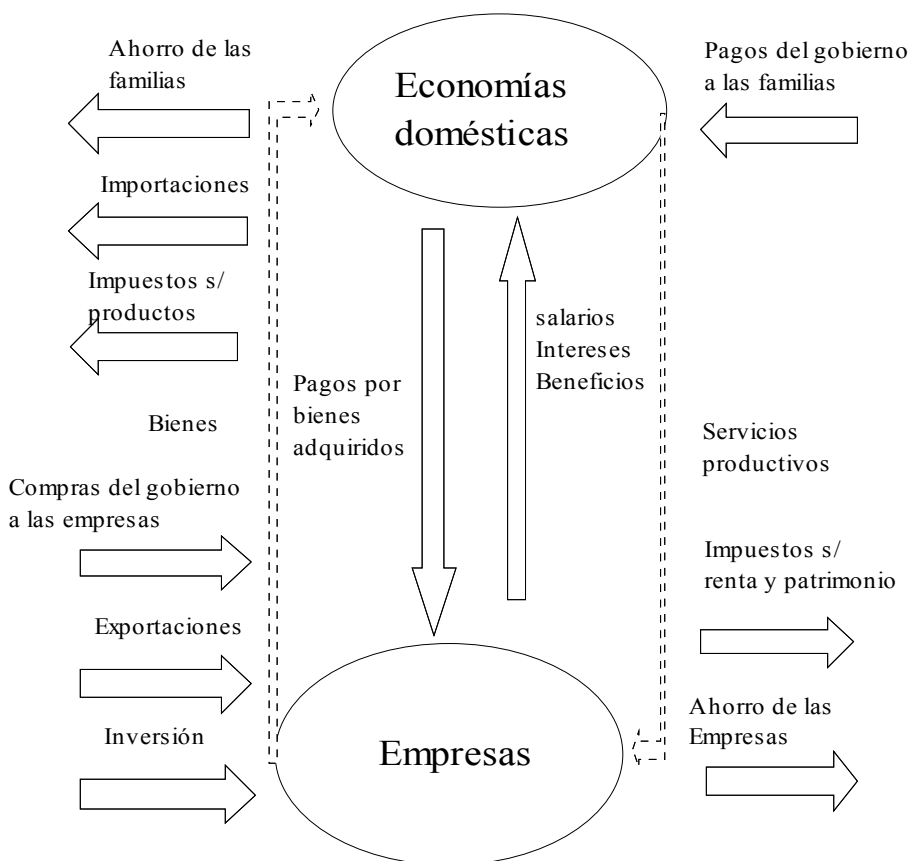 Ahorro de las
familias
Economías
domésticas
Pagos del gobierno
a las familias
Importaciones
Impuestos s/
productos
salarios
Intereses
Beneficios
Pagos por
bienes
adquiridos
Bienes
Servicios
productivos
Compras del gobierno
a las empresas
Impuestos s/
renta y patrimonio
Exportaciones
Ahorro de las
Empresas
Inversión
Empresas